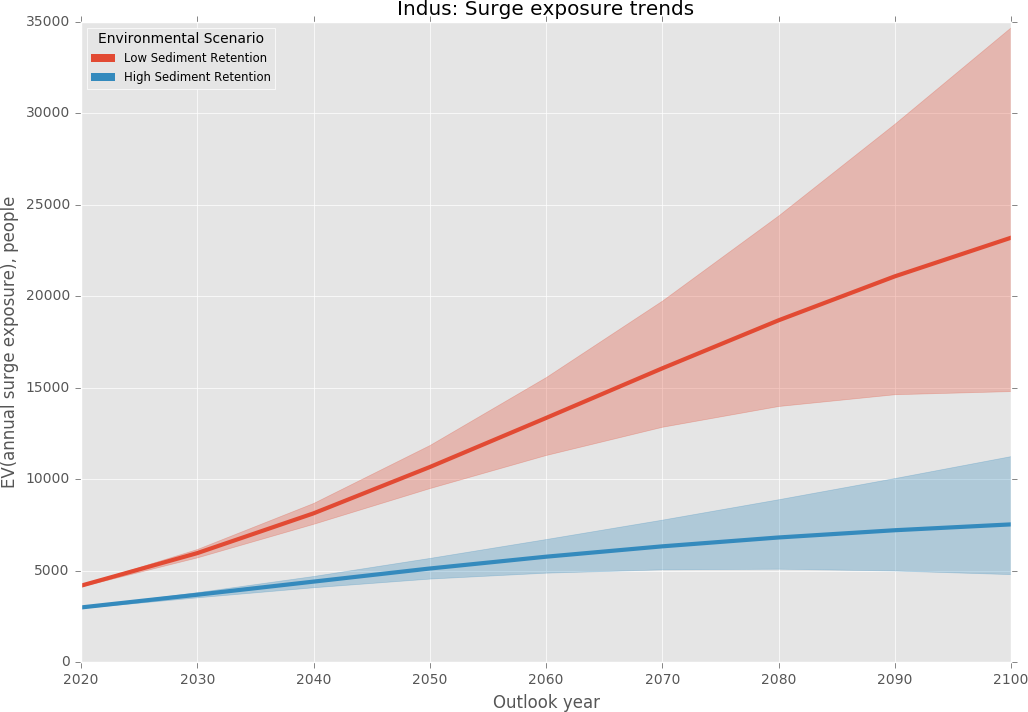 Indus: Surge exposure trends
Environmental Scenario
Low Sediment Retention
High Sediment Retention
EV(annual surge exposure), people
35000
30000
25000
20000
15000
10000
5000
0
2020 2030 2040 2050 2060 2070 2080 2090 2100
Outlook year